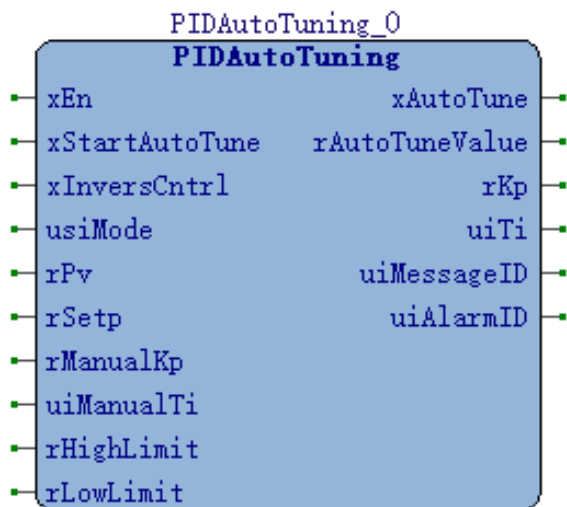 PIDAutoTuning_0
PIDAutoTuning
xEn xAutoTune
xStartAutoTune rAutoTuneValue
xInversCntrl rKp
usiMode uiTi
rPv uiMessageID
rSetp uiAlarmID
rManualKp
uiManualTi
rHighLimit
rLowLimit